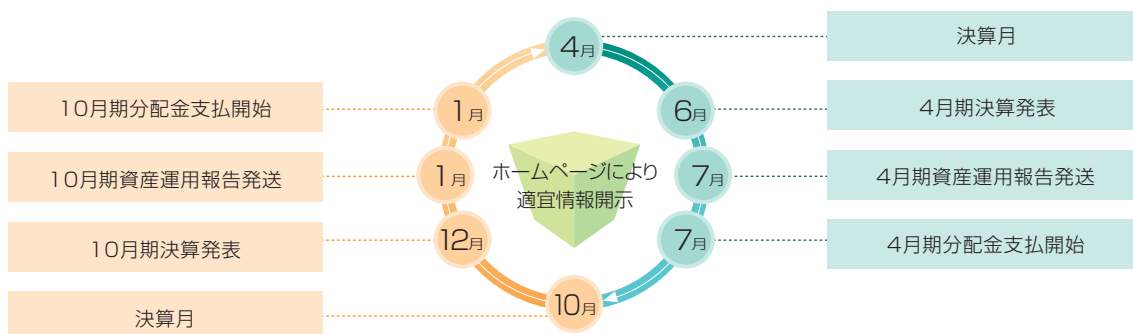 4月
決算月
6月
4月期決算発表
7月
4月期資産運用報告発送
7月
4月期分配金支払開始
10月
決算月
12月
10月期決算発表
1月
10月期資産運用報告発送
1月
10月期分配金支払開始
ホームページにより
適宜情報開示